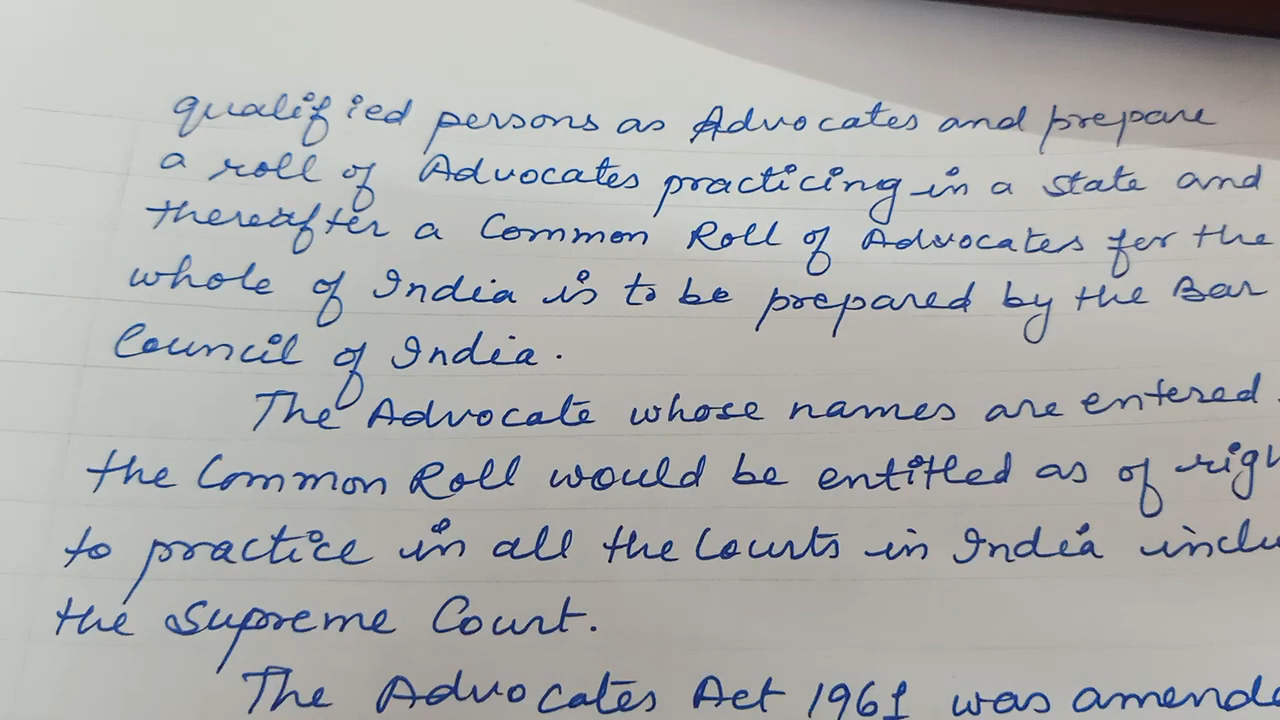 qualified persons as Advocates and prepare
a roll of Advocates practicing in a state and
thereafter a Common Roll of Advocates for the
whole of India is to be prepared by the Bar
Council of India.
The Advocate whose names are entered
the Common Roll would be entitled as of righ
to practice in all the Courts in India inclu
the Supreme Court.
The Advocates Act 1961 was amende